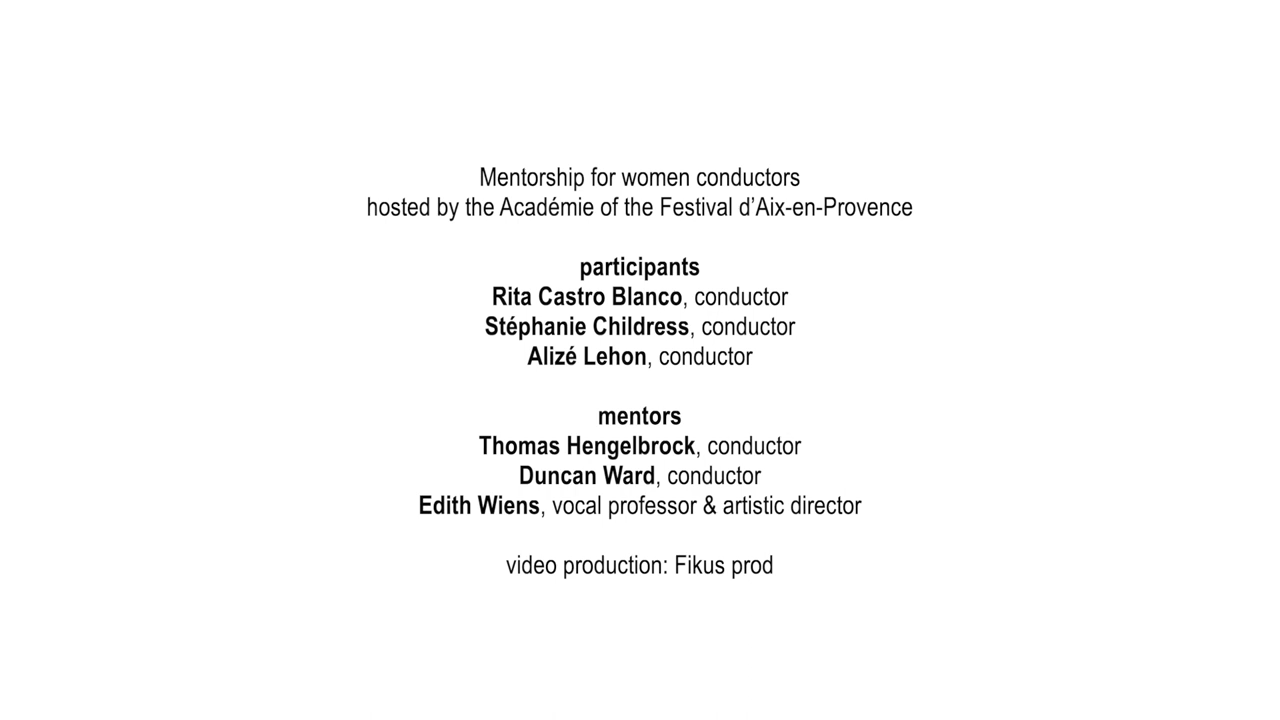 Mentorship for women conductors
hosted by the Académie of the Festival d’Aix-en-Provence
participants
Rita Castro Blanco, conductor
Stéphanie Childress, conductor
Alizé Lehon, conductor
mentors
Thomas Hengelbrock, conductor
Duncan Ward, conductor
Edith Wiens, vocal professor & artistic director
video production: Fikus prod